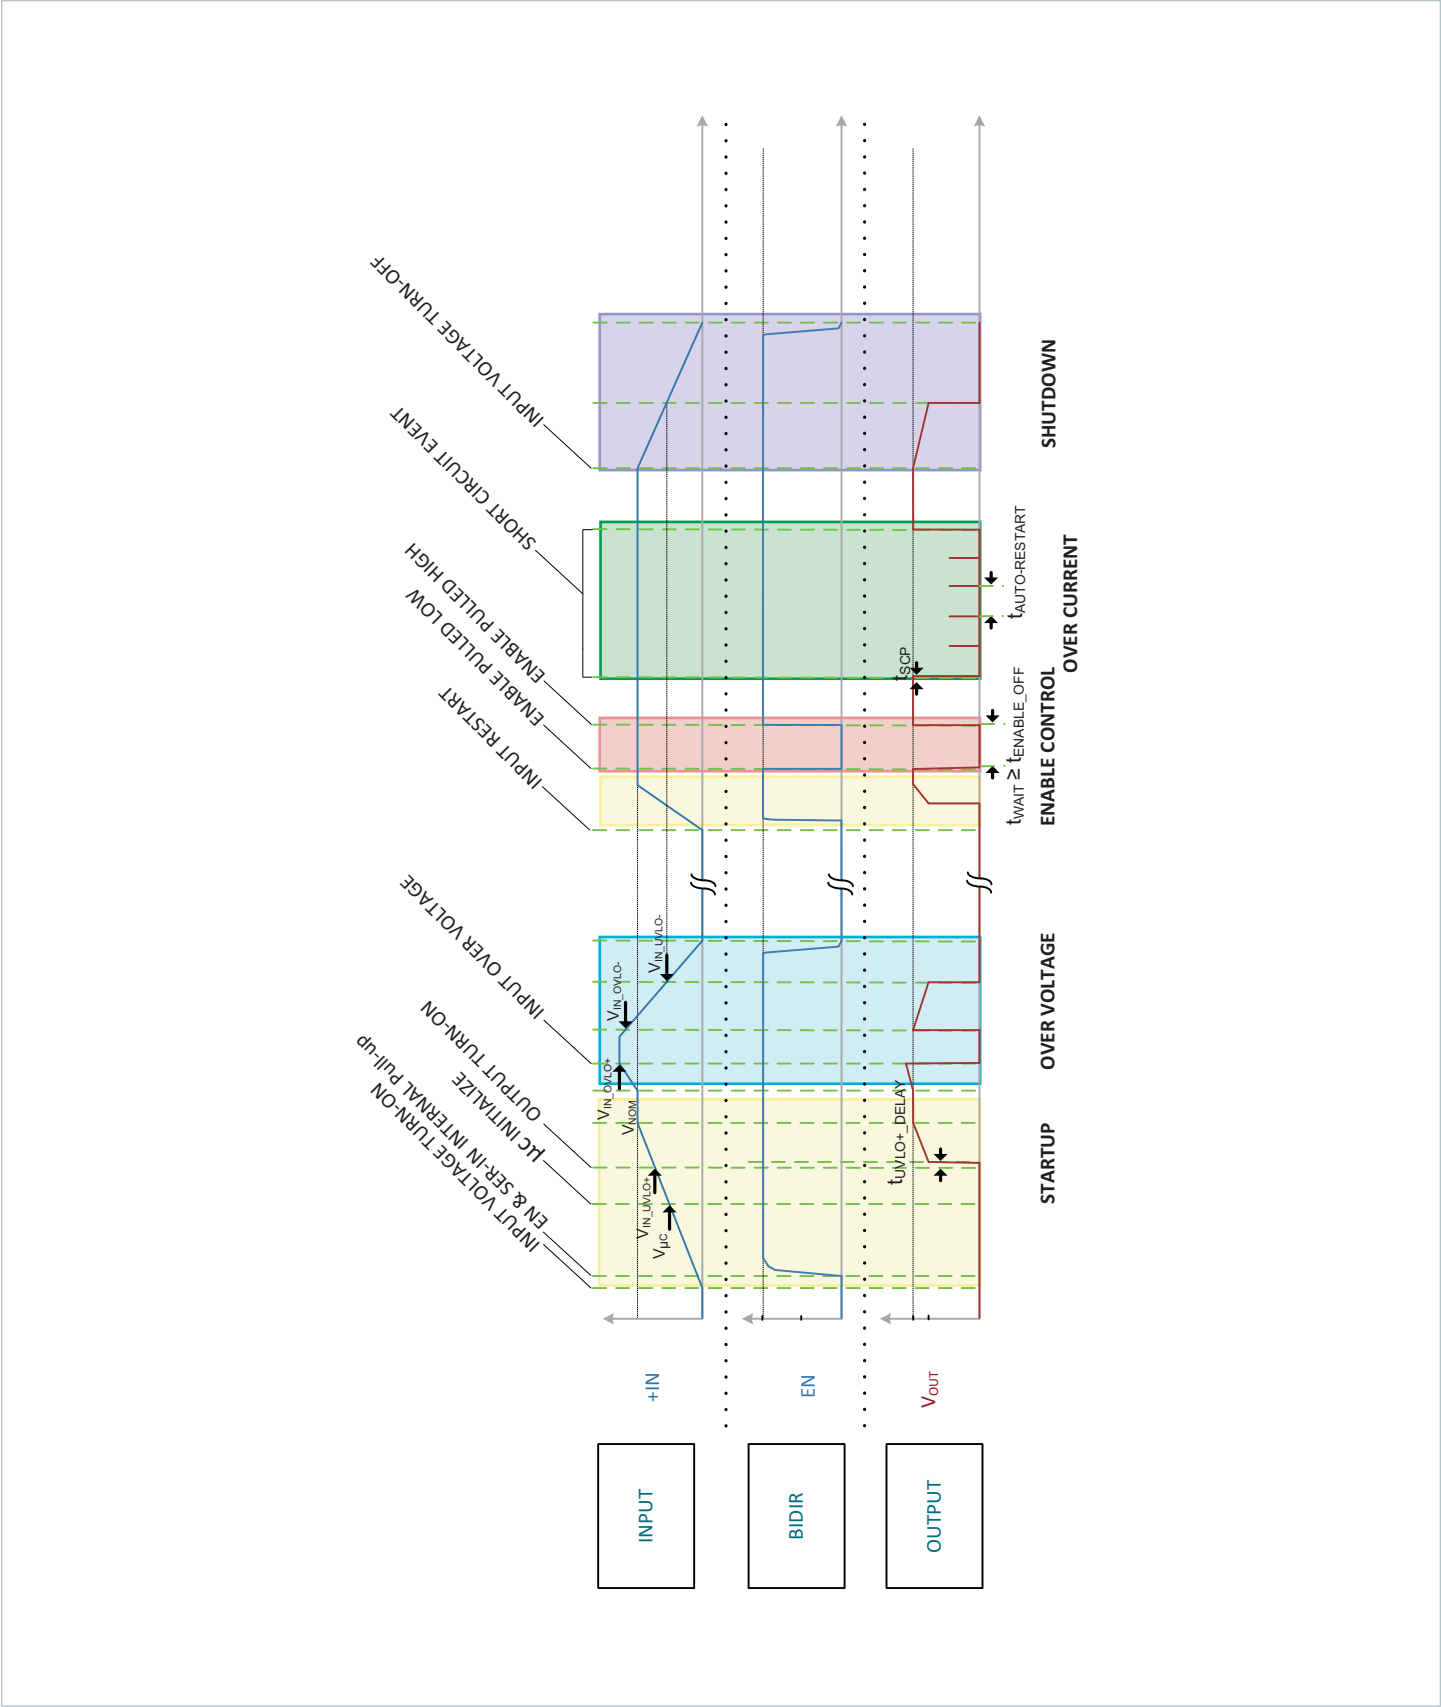 INPUT VOLTAGE TURN-ON
EN & SER-IN INTERNAL Pull-up
µC INITIALIZE
OUTPUT TURN-ON
INPUT OVER VOLTAGE
INPUT RESTART
ENABLE PULLED LOW
ENABLE PULLED HIGH
SHORT CIRCUIT EVENT
INPUT VOLTAGE TURN-OFF
INPUT
+IN
VµC
VIN_UVLO+
VNOM
VIN_OVLO+
VIN_OVLO-
VIN_UVLO-
BIDIR
EN
OUTPUT
VOUT
tUVLO+_DELAY
tSCP
tWAIT ≥ tENABLE_OFF
tAUTO-RESTART
STARTUP
OVER VOLTAGE
ENABLE CONTROL
OVER CURRENT
SHUTDOWN